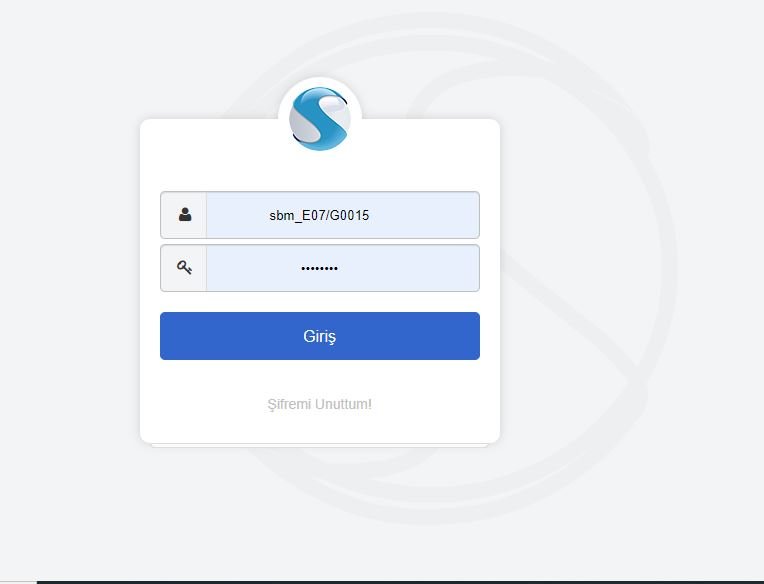 sbm_E07/G0015
••••••••
Giriş
Şifremi Unuttum!